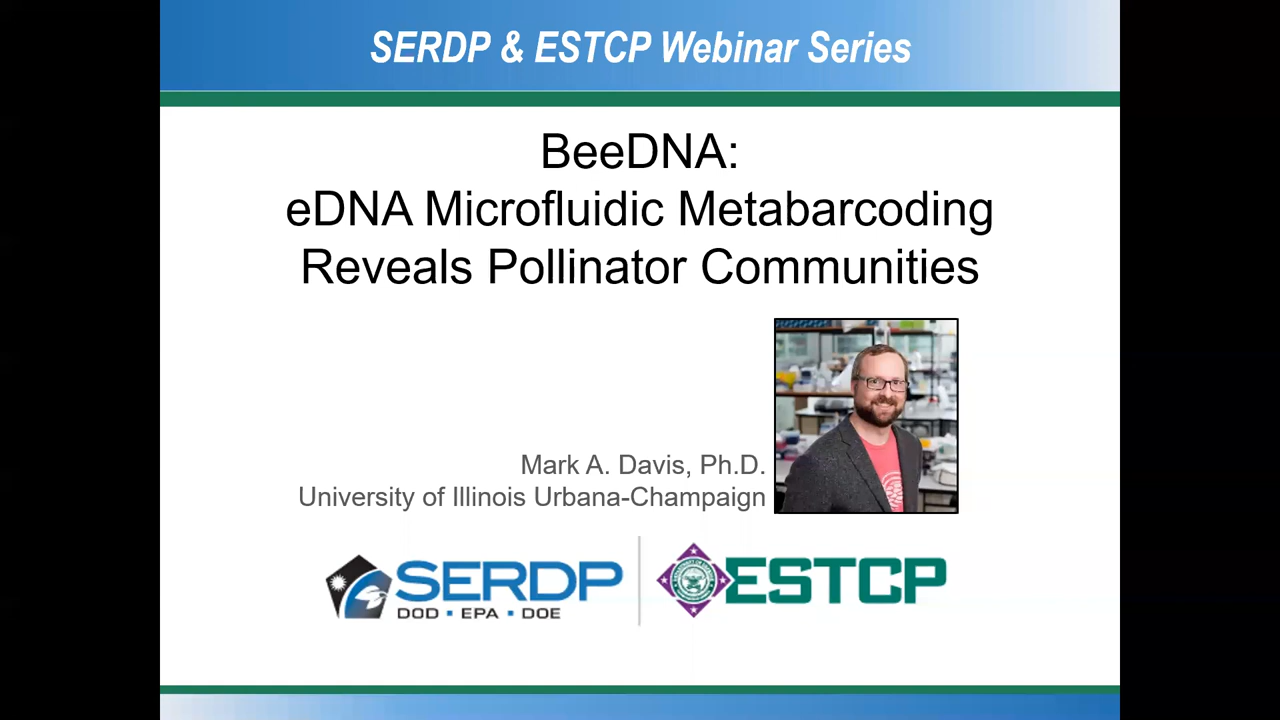 SERDP & ESTCP Webinar Series
BeeDNA:
eDNA Microfluidic Metabarcoding
Reveals Pollinator Communities
Mark A. Davis, Ph.D.
University of Illinois Urbana-Champaign
SERDP
DOD ▪ EPA ▪ DOE
ESTCP